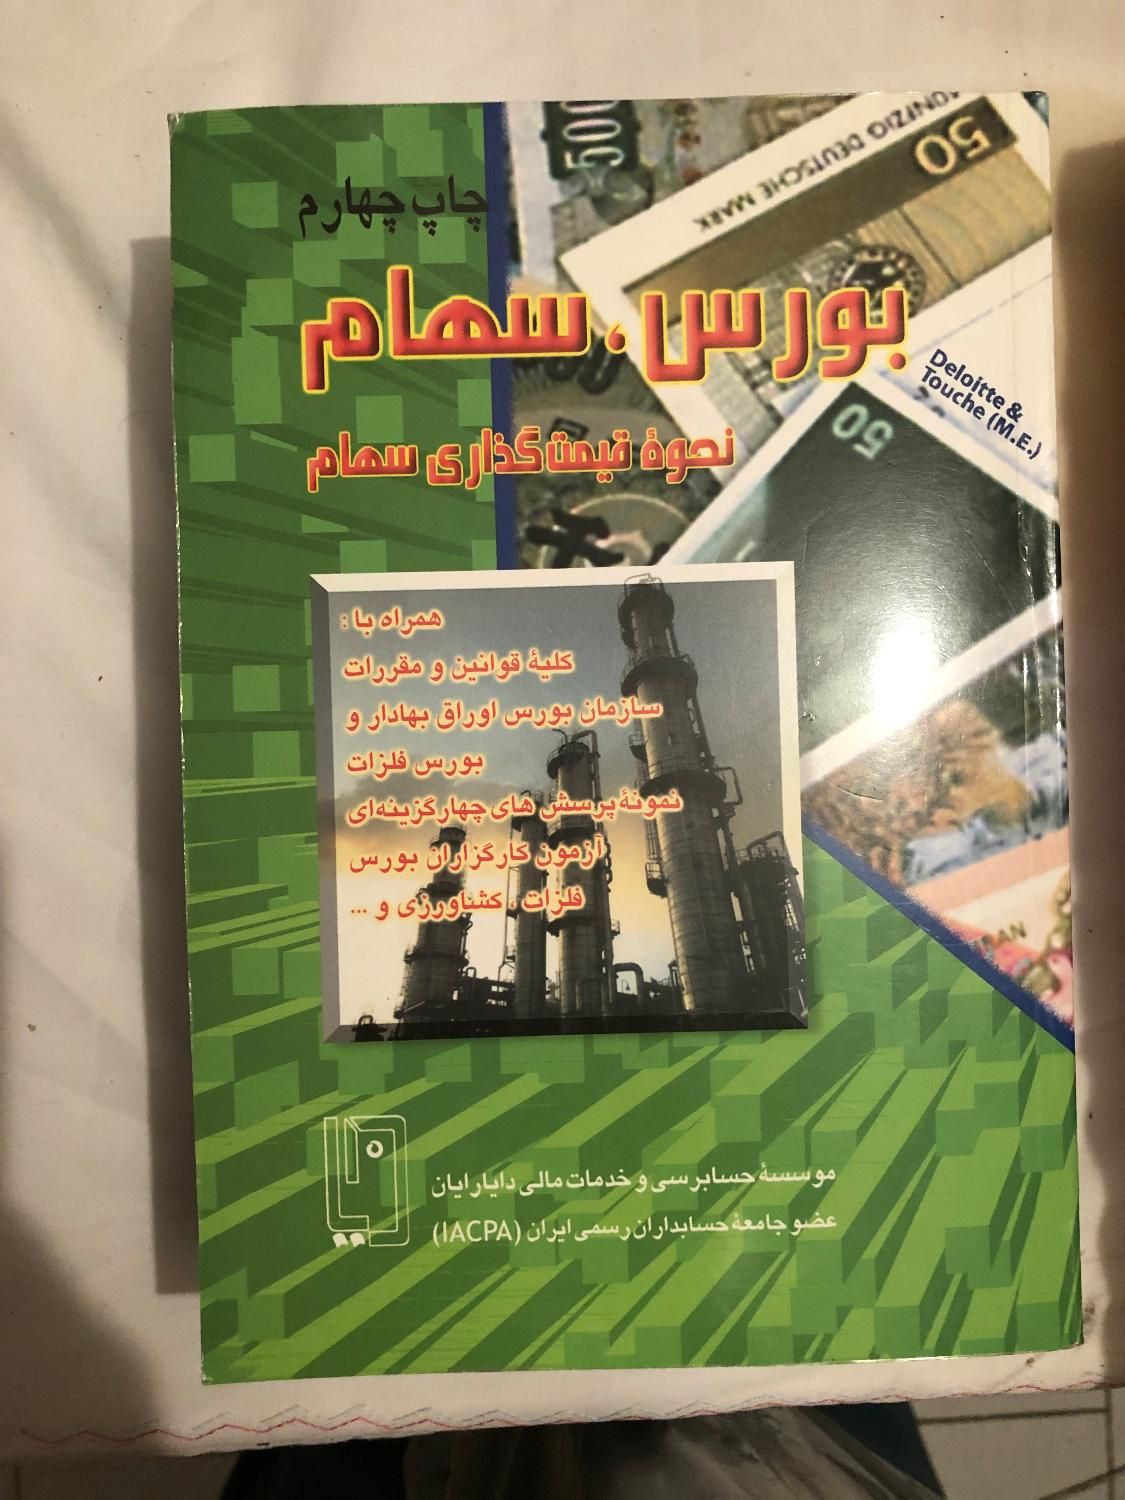 چاپ چهارم
بورس، سهام
نحوهٔ قیمت‌گذاری سهام
Deloitte &
Touche (M.E.)
همراه با:
کلیهٔ قوانین و مقررات
سازمان بورس اوراق بهادار و
بورس فلزات
نمونهٔ پرسش های چهارگزینه‌ای
آزمون کارگزاران بورس
فلزات، کشاورزی و ...
موسسهٔ حسابرسی و خدمات مالی دایارایان
عضو جامعهٔ حسابداران رسمی ایران (IACPA)
500
50
DEUTSCHE MARK
50
IRAN